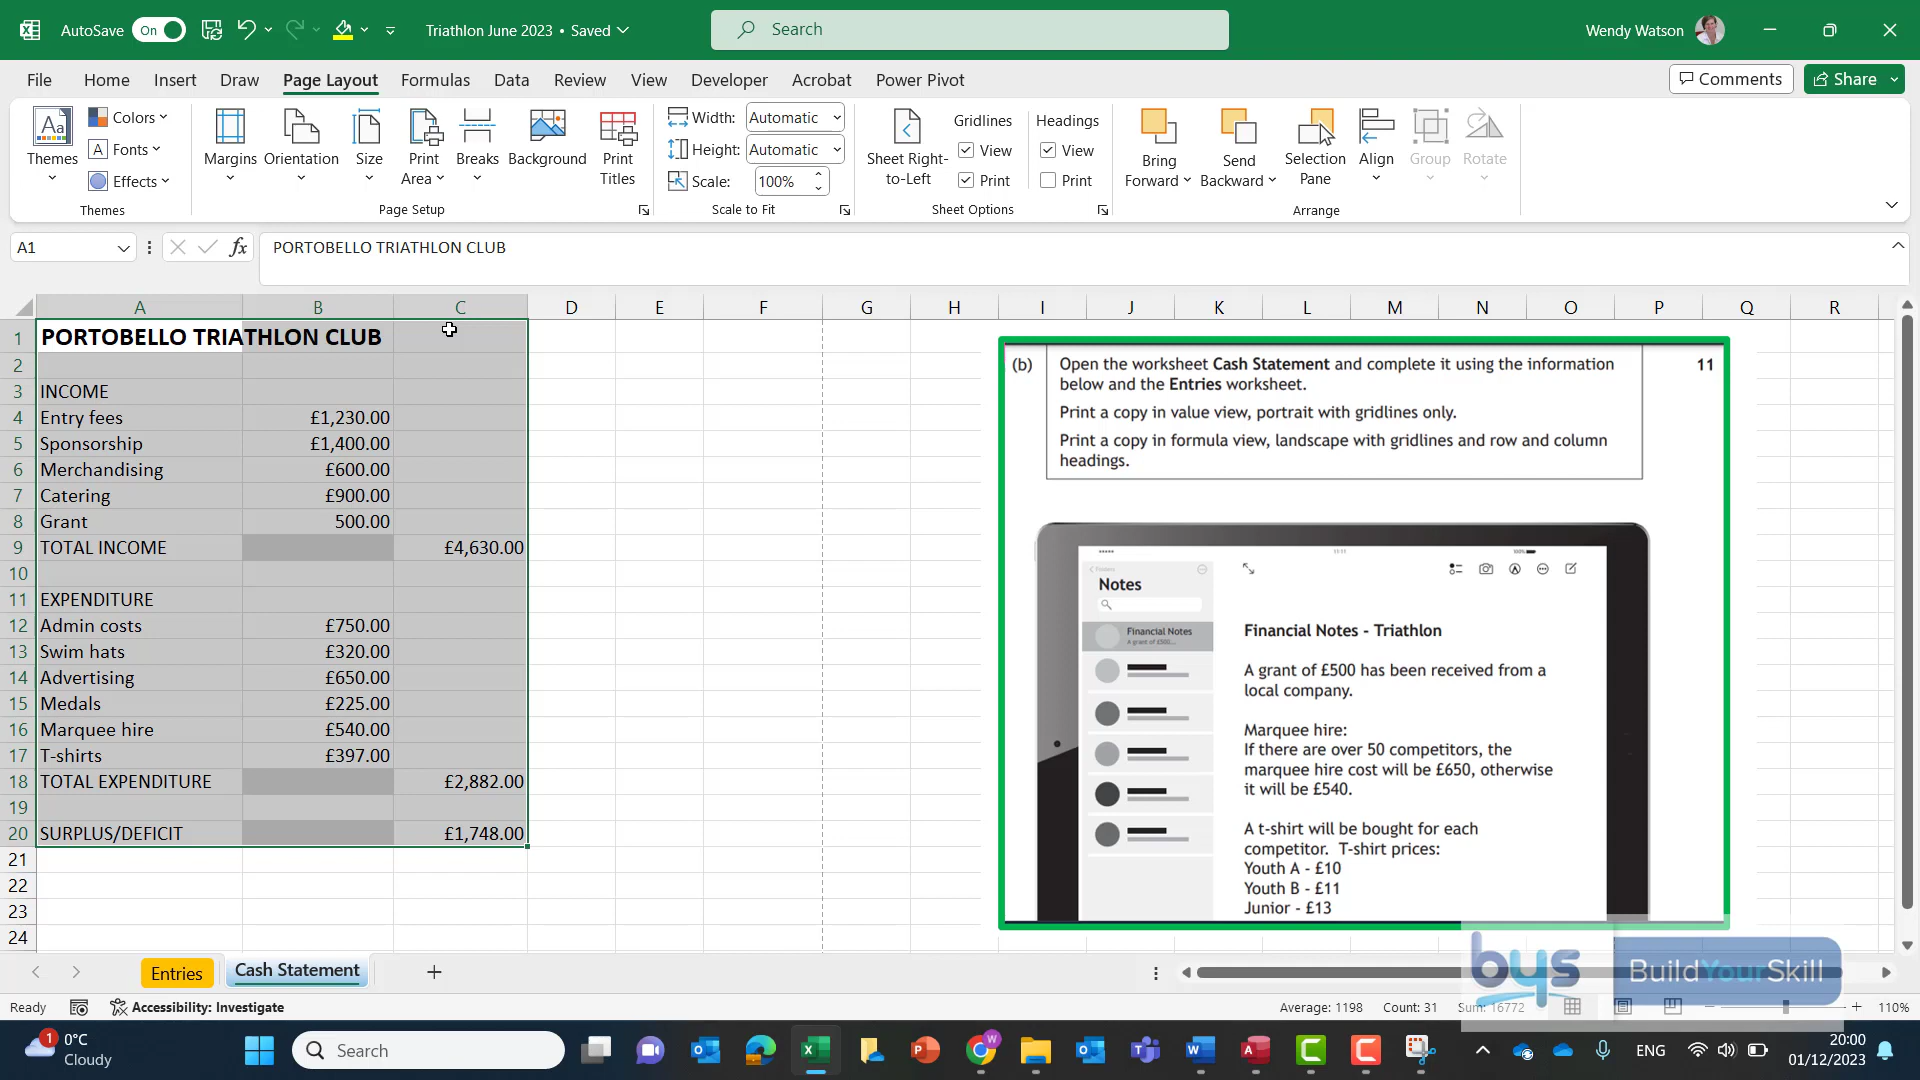 AutoSave On Triathlon June 2023 • Saved Search Wendy Watson
File Home Insert Draw Page Layout Formulas Data Review View Developer Acrobat Power Pivot Comments Share
Themes Colors Fonts Effects
Themes
Margins Orientation Size Print Area Breaks Background Print Titles
Page Setup
Width: Automatic
Height: Automatic
Scale: 100%
Scale to Fit
Sheet Right-to-Left
Gridlines View Print
Headings View Print
Sheet Options
Bring Forward Send Backward Selection Pane Align Group Rotate
Arrange
A1 fx PORTOBELLO TRIATHLON CLUB
A B C D E F G H I J K L M N O P Q R
1 PORTOBELLO TRIATHLON CLUB
2
3 INCOME
4 Entry fees £1,230.00
5 Sponsorship £1,400.00
6 Merchandising £600.00
7 Catering £900.00
8 Grant 500.00
9 TOTAL INCOME £4,630.00
10
11 EXPENDITURE
12 Admin costs £750.00
13 Swim hats £320.00
14 Advertising £650.00
15 Medals £225.00
16 Marquee hire £540.00
17 T-shirts £397.00
18 TOTAL EXPENDITURE £2,882.00
19
20 SURPLUS/DEFICIT £1,748.00
21
22
23
24
(b) Open the worksheet Cash Statement and complete it using the information 11
below and the Entries worksheet.
Print a copy in value view, portrait with gridlines only.
Print a copy in formula view, landscape with gridlines and row and column
headings.
11:11 100%
Notes
Financial Notes
A grant of £500...
Financial Notes - Triathlon
A grant of £500 has been received from a
local company.
Marquee hire:
If there are over 50 competitors, the
marquee hire cost will be £650, otherwise
it will be £540.
A t-shirt will be bought for each
competitor. T-shirt prices:
Youth A - £10
Youth B - £11
Junior - £13
bys BuildYourSkill
Entries Cash Statement
Ready Accessibility: Investigate Average: 1198 Count: 31 Sum: 16772 110%
1 0°C
Cloudy
Search
W
ENG
20:00
01/12/2023